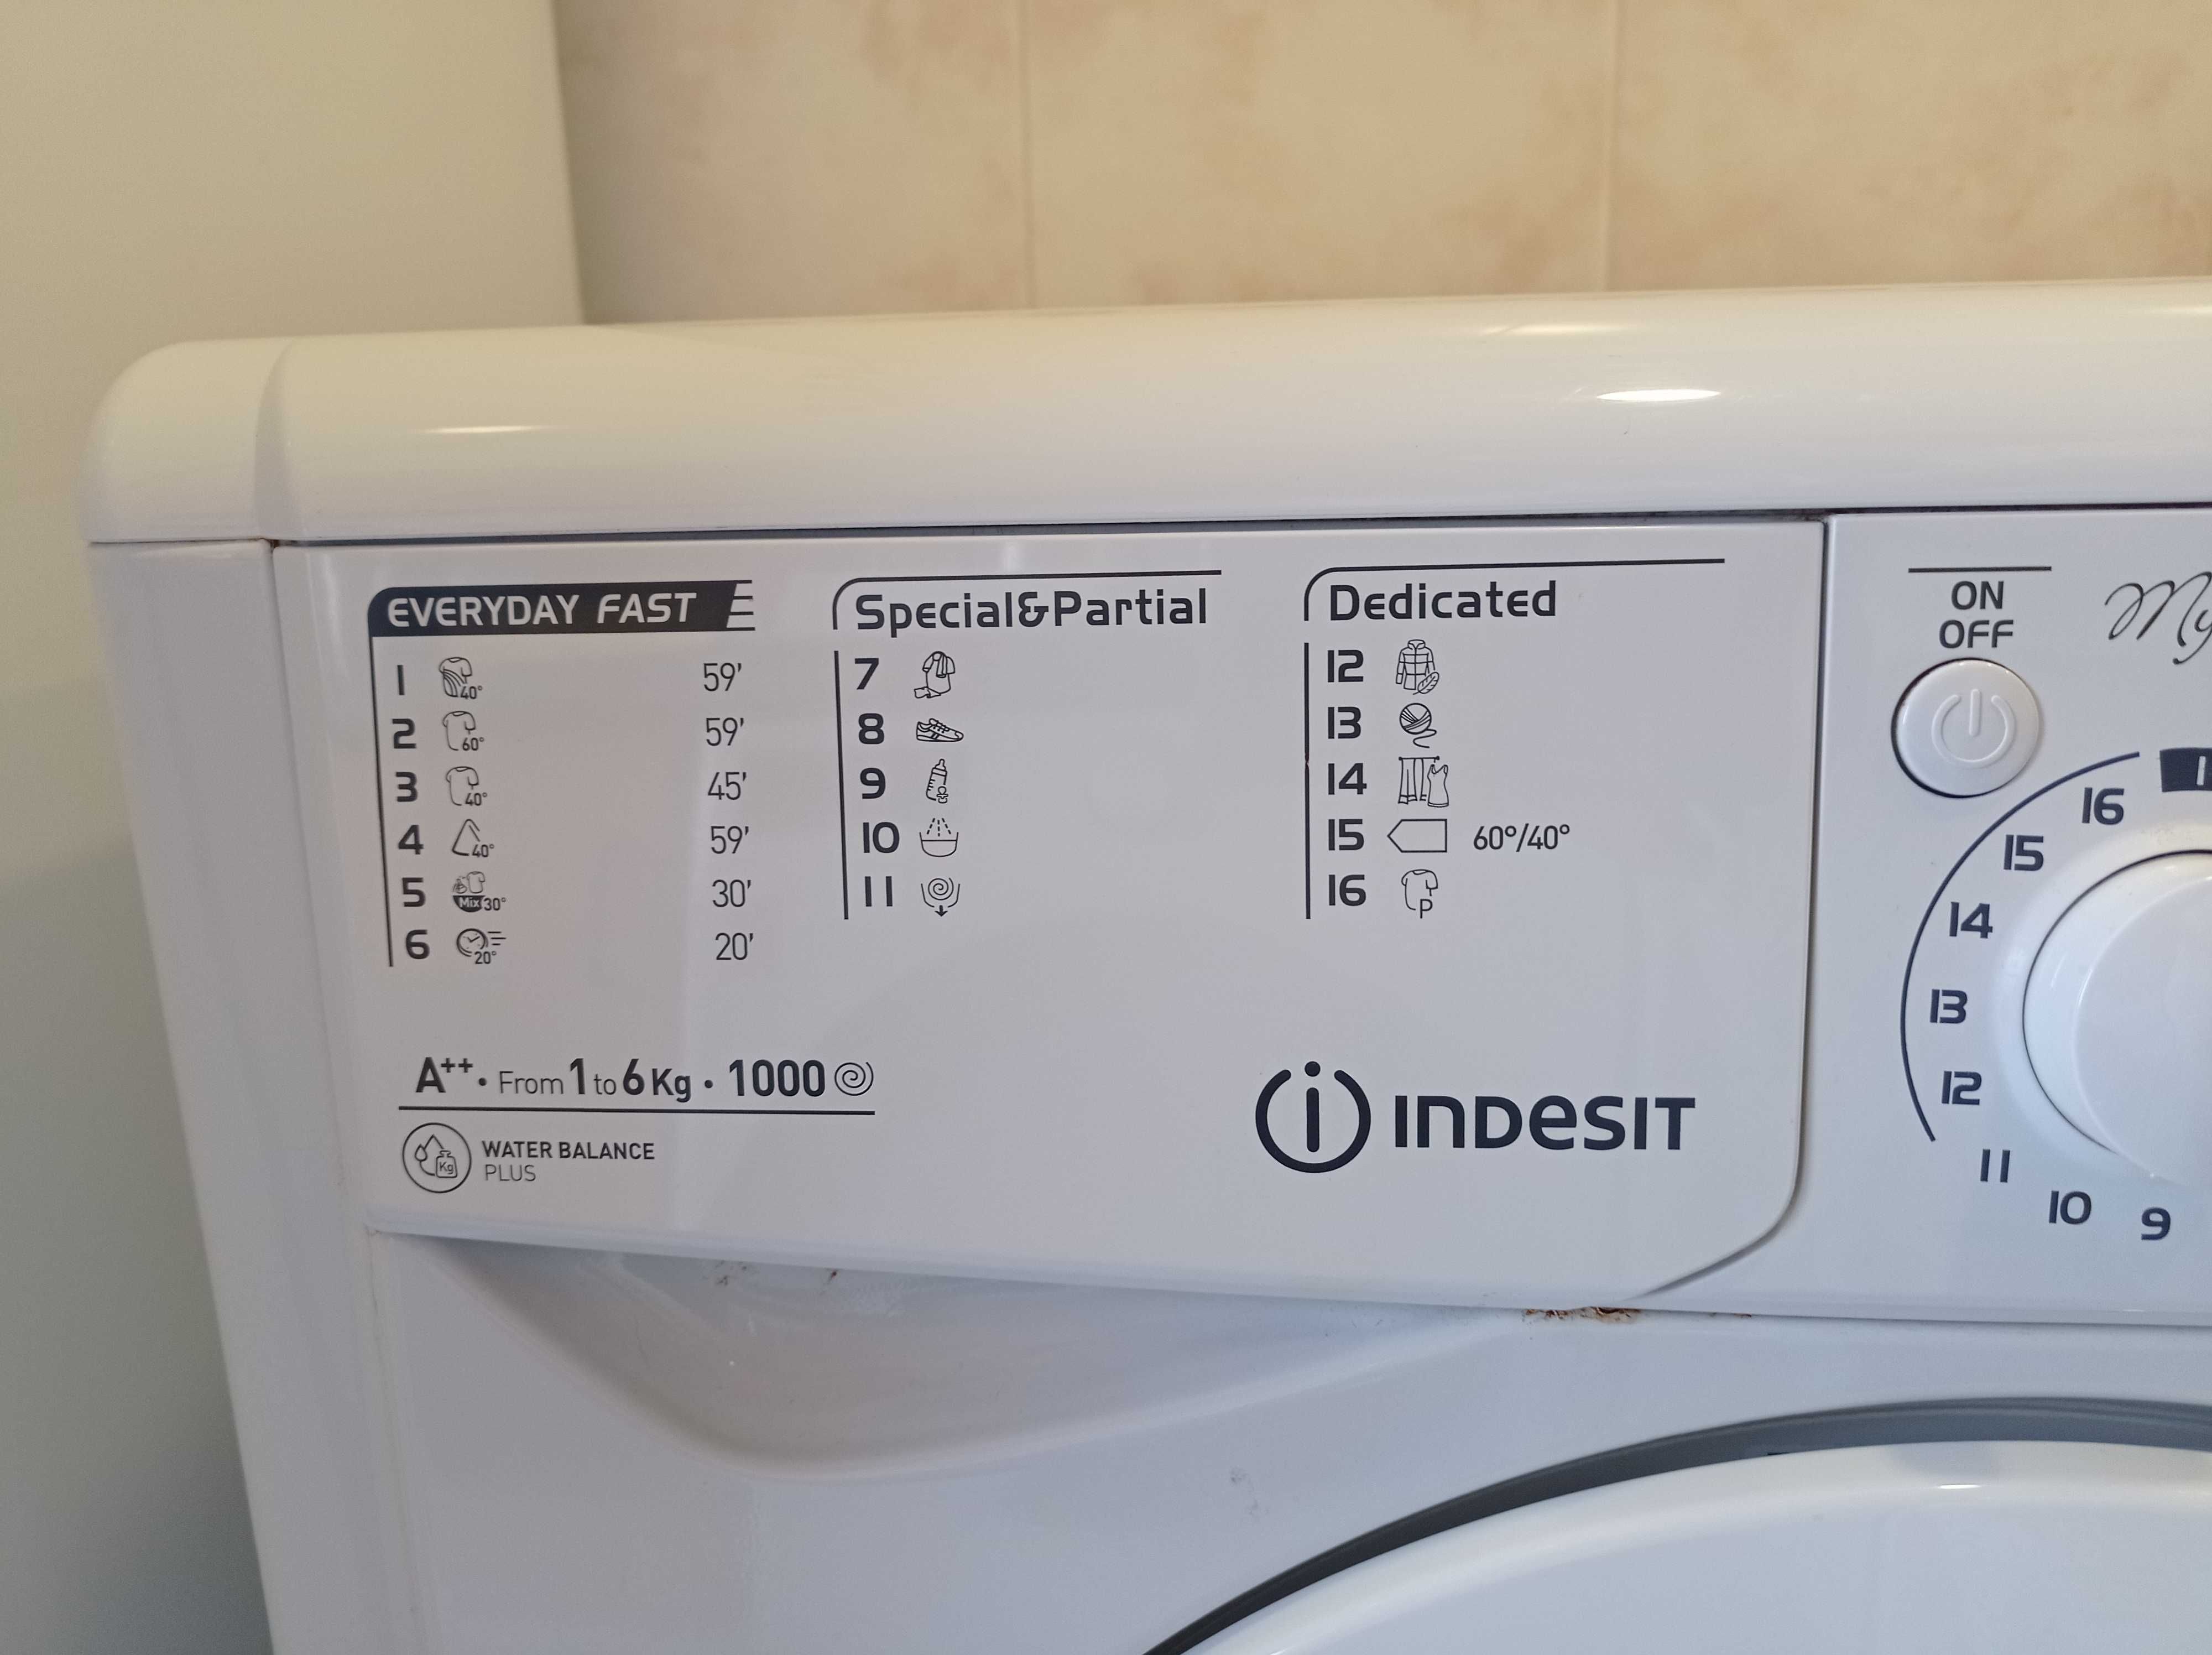 EVERYDAY FAST
1 40° 59'
2 60° 59'
3 40° 45'
4 40° 59'
5 Mix 30° 30'
6 20° 20'
Special&Partial
7
8
9
10
11
Dedicated
12
13
14
15 60°/40°
16 P
A++ • From 1 to 6 Kg • 1000
Kg WATER BALANCE
PLUS
INDESIT
ON
OFF
1
16
15
14
13
12
11
10
9